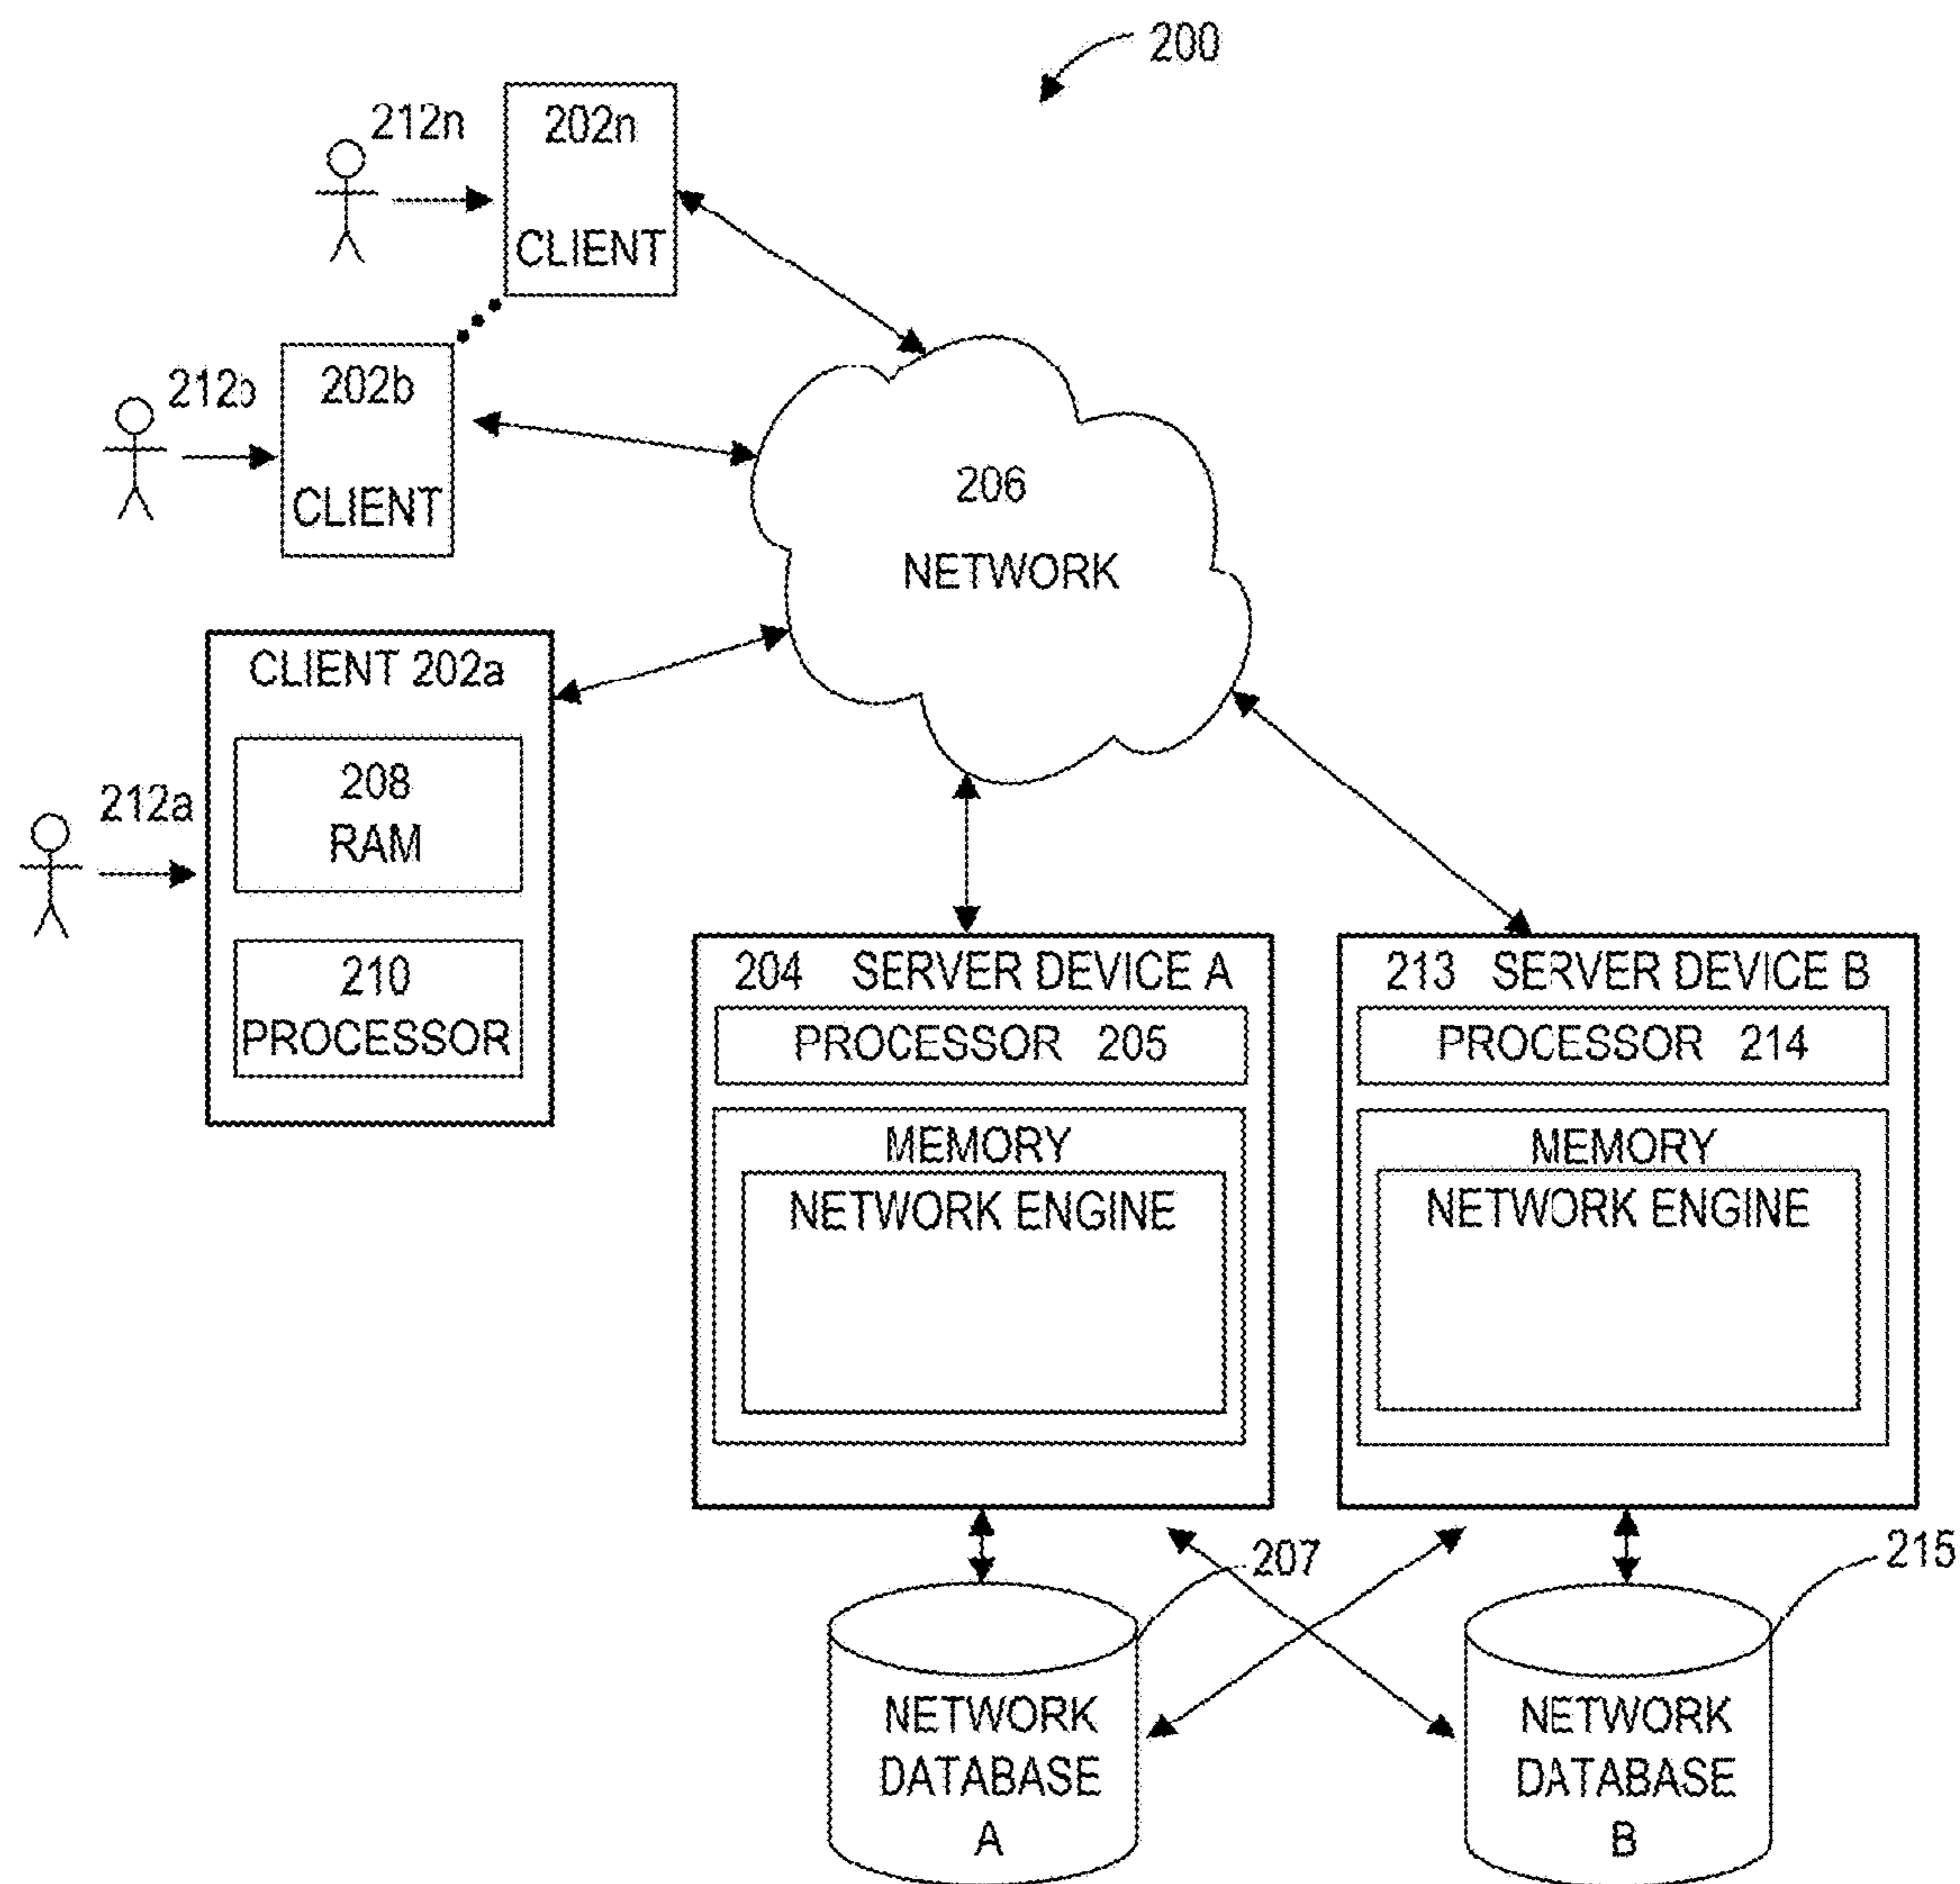 200
212n
202n
CLIENT
212b
202b
CLIENT
206
NETWORK
CLIENT 202a
208
RAM
212a
210
PROCESSOR
204 SERVER DEVICE A
PROCESSOR 205
MEMORY
NETWORK ENGINE
213 SERVER DEVICE B
PROCESSOR 214
MEMORY
NETWORK ENGINE
207
215
NETWORK
DATABASE
A
NETWORK
DATABASE
B